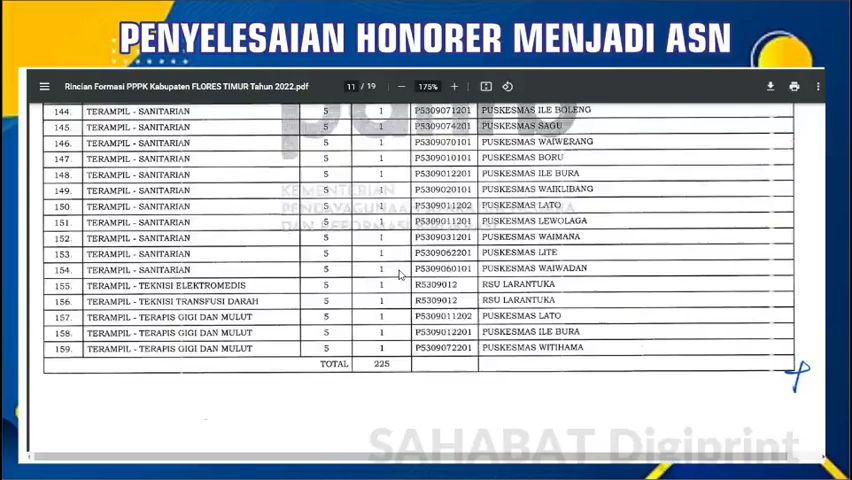 PENYELESAIAN HONORER MENJADI ASN
Rincian Formasi PPPK Kabupaten FLORES TIMUR Tahun 2022.pdf 11 / 19 175%
144. TERAMPIL - SANITARIAN 5 1 P5309071201 PUSKESMAS ILE BOLENG
145. TERAMPIL - SANITARIAN 5 1 P5309074201 PUSKESMAS SAGU
146. TERAMPIL - SANITARIAN 5 1 P5309070101 PUSKESMAS WAIWERANG
147. TERAMPIL - SANITARIAN 5 1 P5309010101 PUSKESMAS BORU
148. TERAMPIL - SANITARIAN 5 1 P5309012201 PUSKESMAS ILE BURA
149. TERAMPIL - SANITARIAN 5 1 P5309020101 PUSKESMAS WAIKLIBANG
150. TERAMPIL - SANITARIAN 5 1 P5309011202 PUSKESMAS LATO
151. TERAMPIL - SANITARIAN 5 1 P5309011201 PUSKESMAS LEWOLAGA
152. TERAMPIL - SANITARIAN 5 1 P5309031201 PUSKESMAS WAIMANA
153. TERAMPIL - SANITARIAN 5 1 P5309062201 PUSKESMAS LITE
154. TERAMPIL - SANITARIAN 5 1 P5309060101 PUSKESMAS WAIWADAN
155. TERAMPIL - TEKNISI ELEKTROMEDIS 5 1 R5309012 RSU LARANTUKA
156. TERAMPIL - TEKNISI TRANSFUSI DARAH 5 1 R5309012 RSU LARANTUKA
157. TERAMPIL - TERAPIS GIGI DAN MULUT 5 1 P5309011202 PUSKESMAS LATO
158. TERAMPIL - TERAPIS GIGI DAN MULUT 5 1 P5309012201 PUSKESMAS ILE BURA
159. TERAMPIL - TERAPIS GIGI DAN MULUT 5 1 P5309072201 PUSKESMAS WITIHAMA
TOTAL 225
KEMENTERIAN
SAHABAT Digiprint